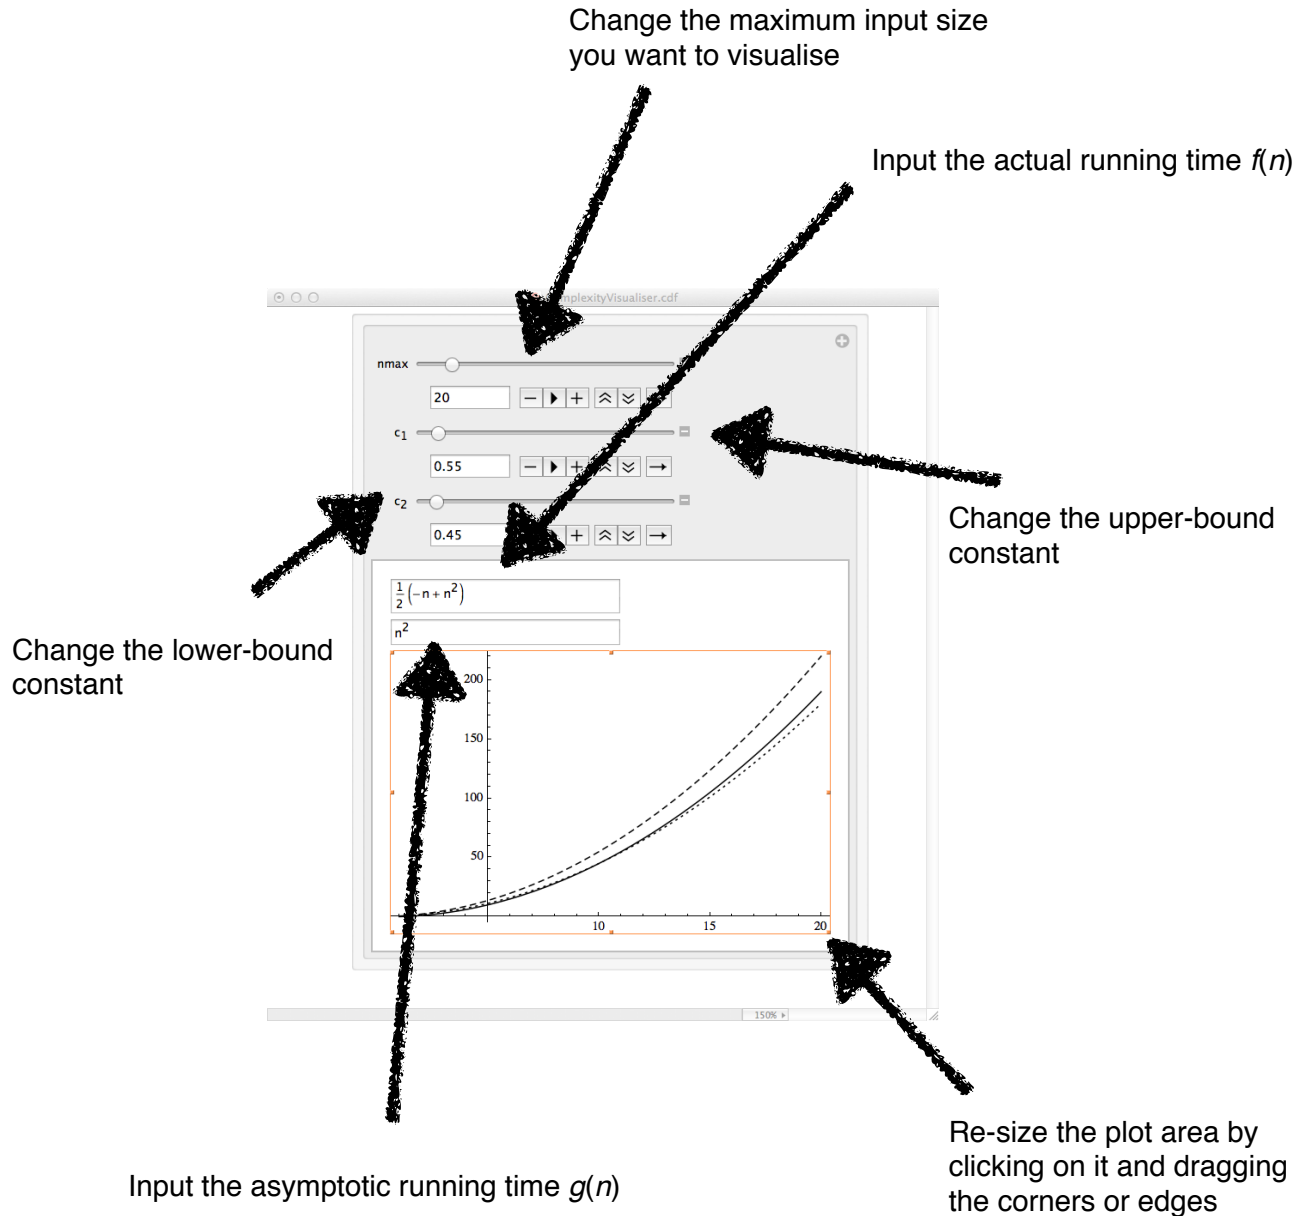 Change the maximum input size
you want to visualise
Input the actual running time f(n)
mplexityVisualiser.cdf
nmax
20
c₁
0.55
c₂
0.45
Change the upper-bound
constant
½(−n + n²)
n²
Change the lower-bound
constant
200
150
100
50
10 15 20
150%
Re-size the plot area by
clicking on it and dragging
the corners or edges
Input the asymptotic running time g(n)